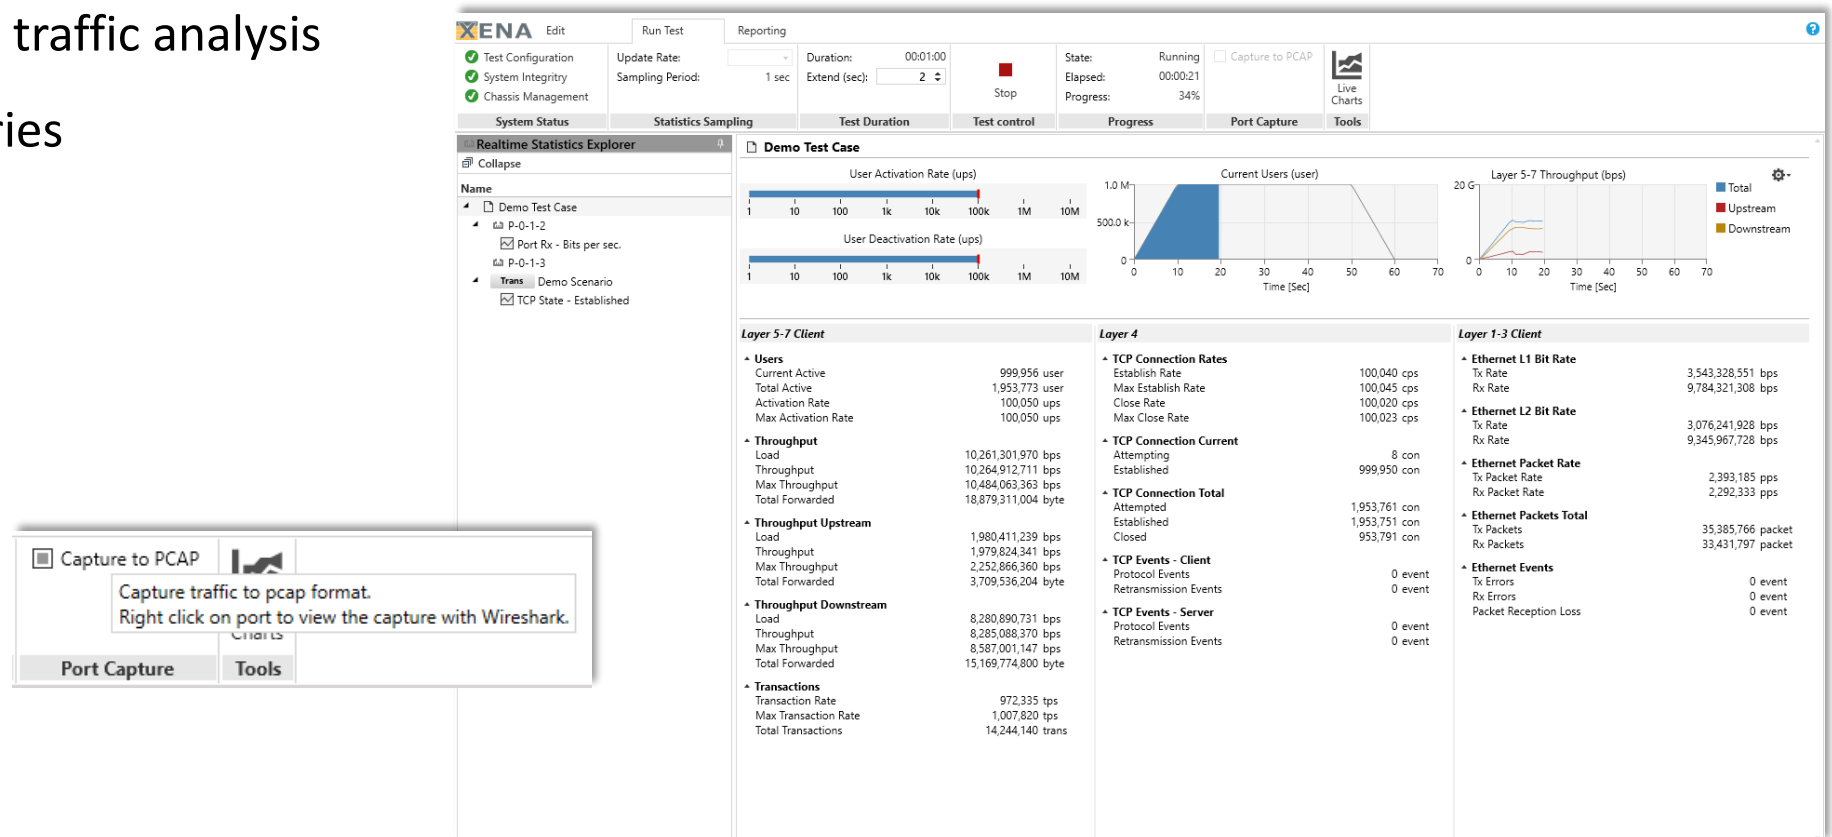 traffic analysis
ries
XENA Edit Run Test Reporting
Test Configuration Update Rate: Duration: 00:01:00 State: Running Capture to PCAP
System Integritry Sampling Period: 1 sec Extend (sec): 2 Elapsed: 00:00:21
Chassis Management Stop Progress: 34% Live Charts
System Status Statistics Sampling Test Duration Test control Progress Port Capture Tools
Realtime Statistics Explorer
Collapse
Name
Demo Test Case
P-0-1-2
Port Rx - Bits per sec.
P-0-1-3
Trans Demo Scenario
TCP State - Established
Demo Test Case
User Activation Rate (ups)
1 10 100 1k 10k 100k 1M 10M
User Deactivation Rate (ups)
1 10 100 1k 10k 100k 1M 10M
Current Users (user)
1.0 M
500.0 k
0
0 10 20 30 40 50 60 70
Time [Sec]
Layer 5-7 Throughput (bps)
20 G
0
0 10 20 30 40 50 60 70
Time [Sec]
Total
Upstream
Downstream
Layer 5-7 Client
Users
Current Active 999,956 user
Total Active 1,953,773 user
Activation Rate 100,050 ups
Max Activation Rate 100,050 ups
Throughput
Load 10,261,301,970 bps
Throughput 10,264,912,711 bps
Max Throughput 10,484,063,363 bps
Total Forwarded 18,879,311,004 byte
Throughput Upstream
Load 1,980,411,239 bps
Throughput 1,979,824,341 bps
Max Throughput 2,252,866,360 bps
Total Forwarded 3,709,536,204 byte
Throughput Downstream
Load 8,280,890,731 bps
Throughput 8,285,088,370 bps
Max Throughput 8,587,001,147 bps
Total Forwarded 15,169,774,800 byte
Transactions
Transaction Rate 972,335 tps
Max Transaction Rate 1,007,820 tps
Total Transactions 14,244,140 trans
Layer 4
TCP Connection Rates
Establish Rate 100,040 cps
Max Establish Rate 100,045 cps
Close Rate 100,020 cps
Max Close Rate 100,023 cps
TCP Connection Current
Attempting 8 con
Established 999,950 con
TCP Connection Total
Attempted 1,953,761 con
Established 1,953,751 con
Closed 953,791 con
TCP Events - Client
Protocol Events 0 event
Retransmission Events 0 event
TCP Events - Server
Protocol Events 0 event
Retransmission Events 0 event
Layer 1-3 Client
Ethernet L1 Bit Rate
Tx Rate 3,543,328,551 bps
Rx Rate 9,784,321,308 bps
Ethernet L2 Bit Rate
Tx Rate 3,076,241,928 bps
Rx Rate 9,345,967,728 bps
Ethernet Packet Rate
Tx Packet Rate 2,393,185 pps
Rx Packet Rate 2,292,333 pps
Ethernet Packets Total
Tx Packets 35,385,766 packet
Rx Packets 33,431,797 packet
Ethernet Events
Tx Errors 0 event
Rx Errors 0 event
Packet Reception Loss 0 event
Capture to PCAP
Capture traffic to pcap format.
Right click on port to view the capture with Wireshark.
Charts
Port Capture Tools